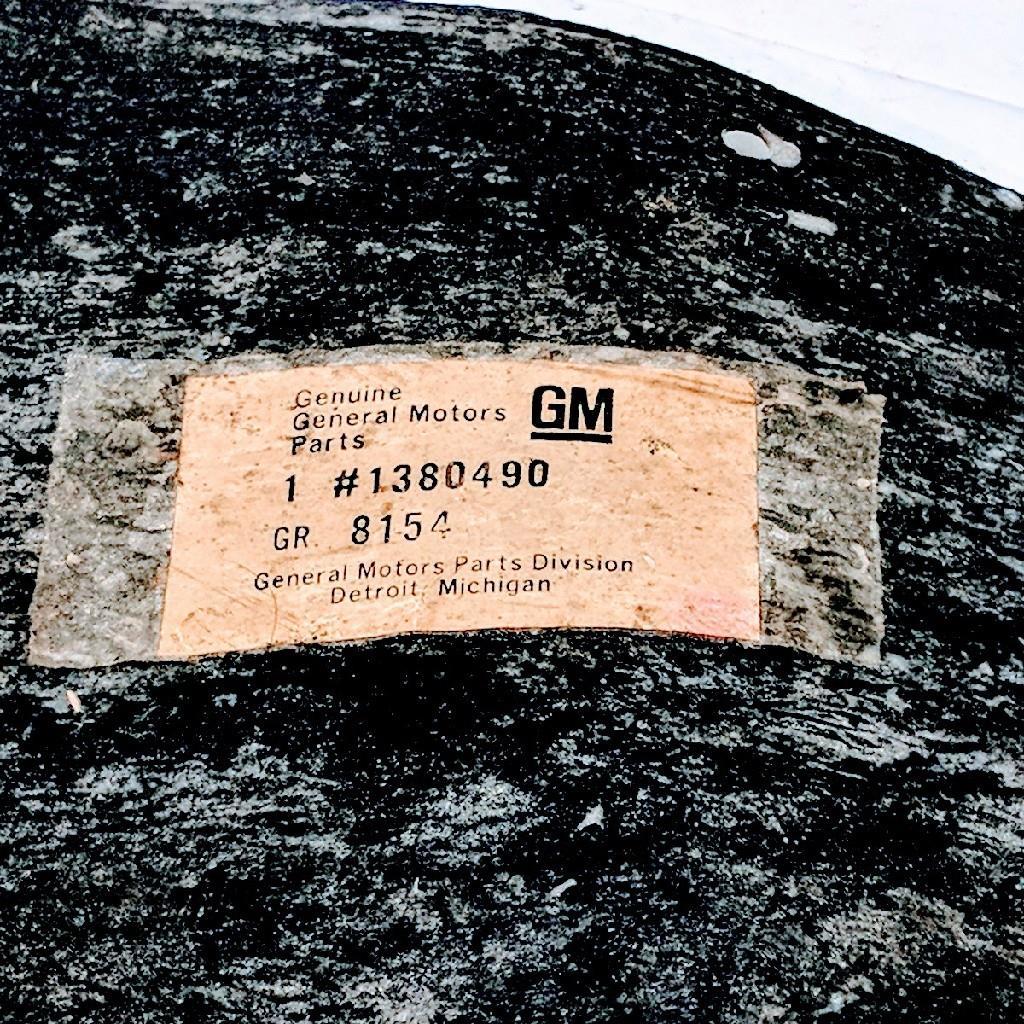 Genuine
General Motors
Parts
GM
1 #1380490
GR. 8154
General Motors Parts Division
Detroit, Michigan